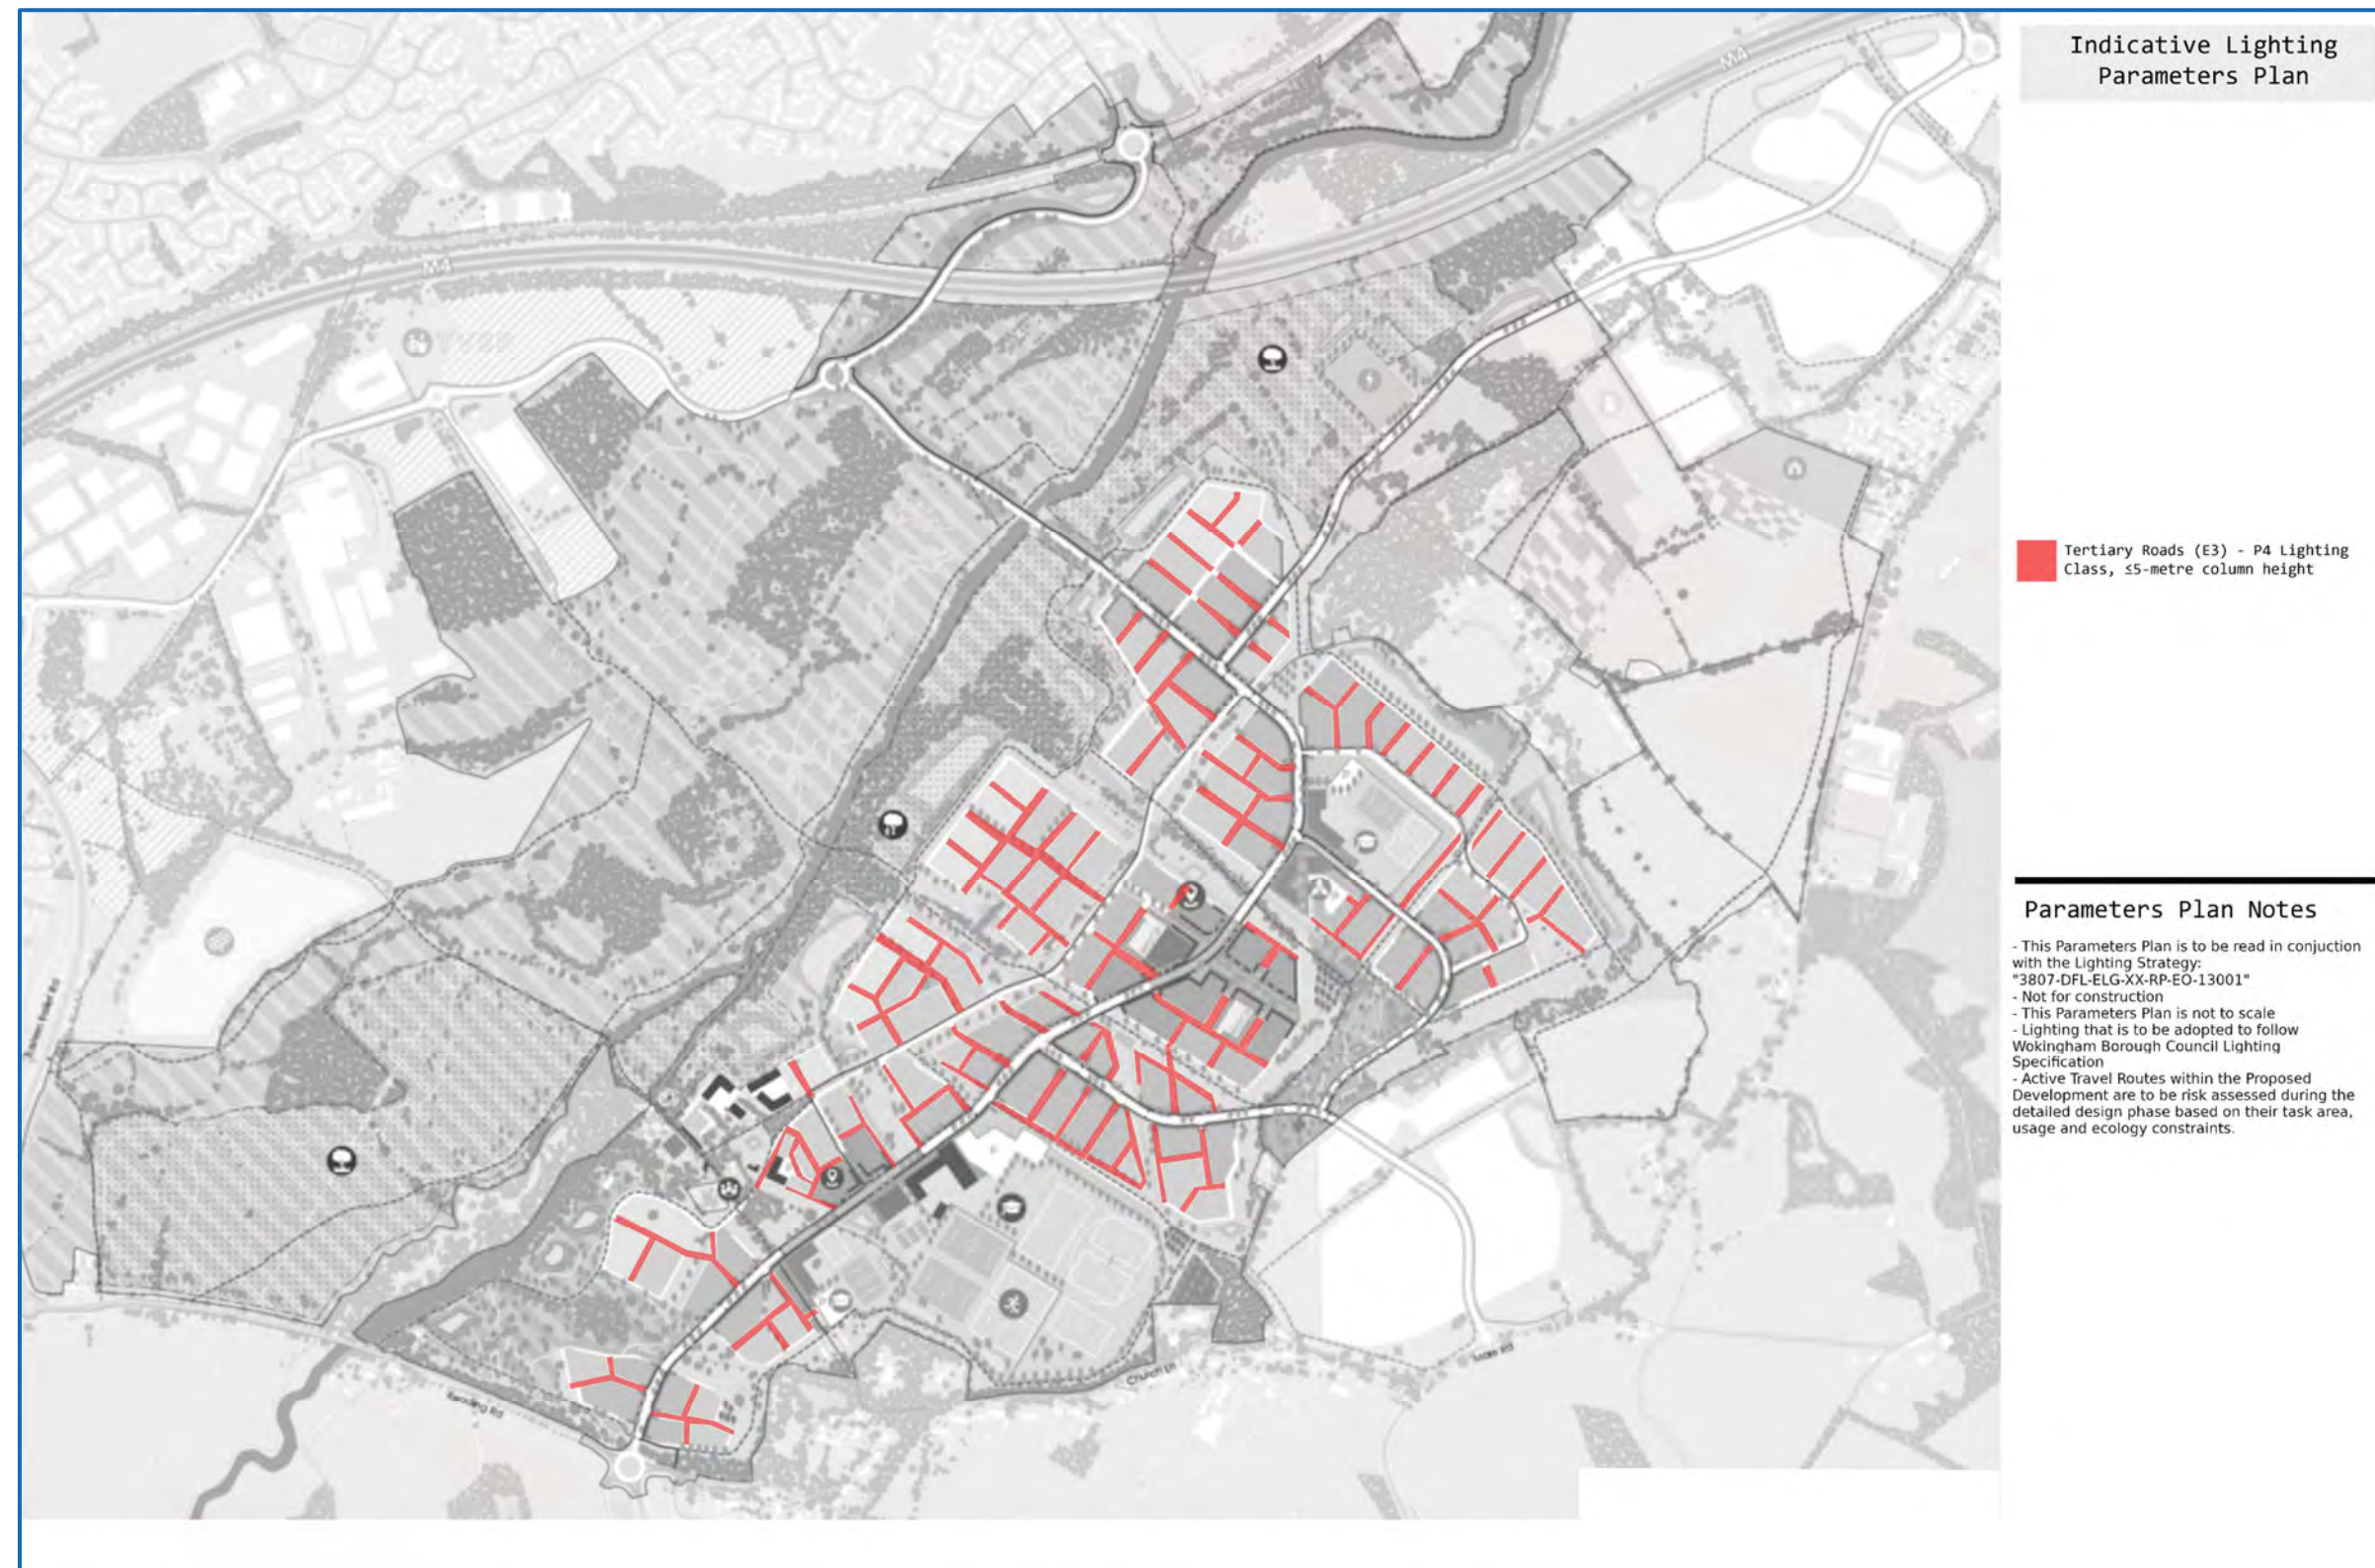 Indicative Lighting
Parameters Plan
M4
M4
Tertiary Roads (E3) - P4 Lighting
Class, ≤5-metre column height
Parameters Plan Notes
- This Parameters Plan is to be read in conjuction
with the Lighting Strategy:
"3807-DFL-ELG-XX-RP-EO-13001"
- Not for construction
- This Parameters Plan is not to scale
- Lighting that is to be adopted to follow
Wokingham Borough Council Lighting
Specification
- Active Travel Routes within the Proposed
Development are to be risk assessed during the
detailed design phase based on their task area,
usage and ecology constraints.
Mole Rd
Church Ln
Reading Rd